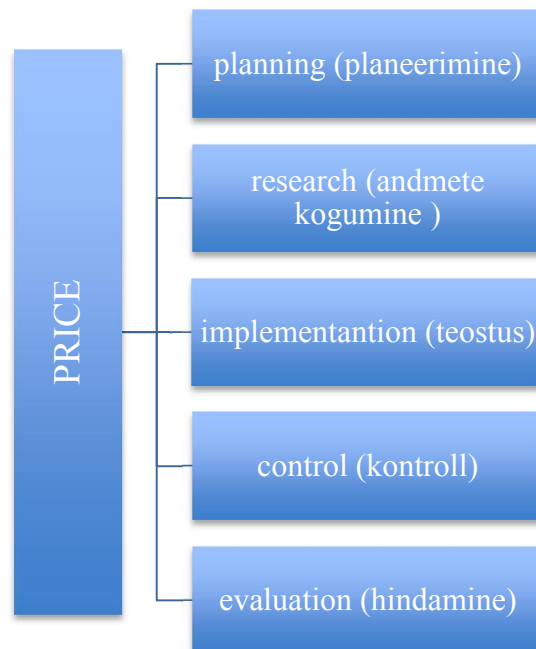 PRICE
planning (planeerimine)
research (andmete
kogumine )
implementantion (teostus)
control (kontroll)
evaluation (hindamine)